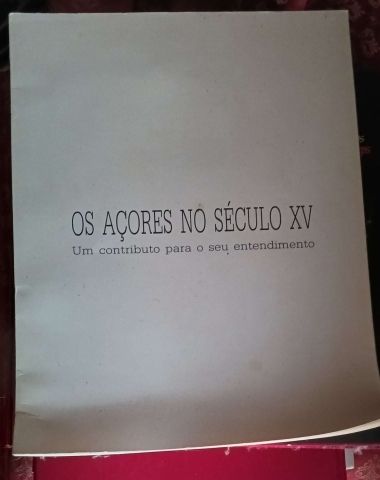 OS AÇORES NO SÉCULO XV
Um contributo para o seu entendimento